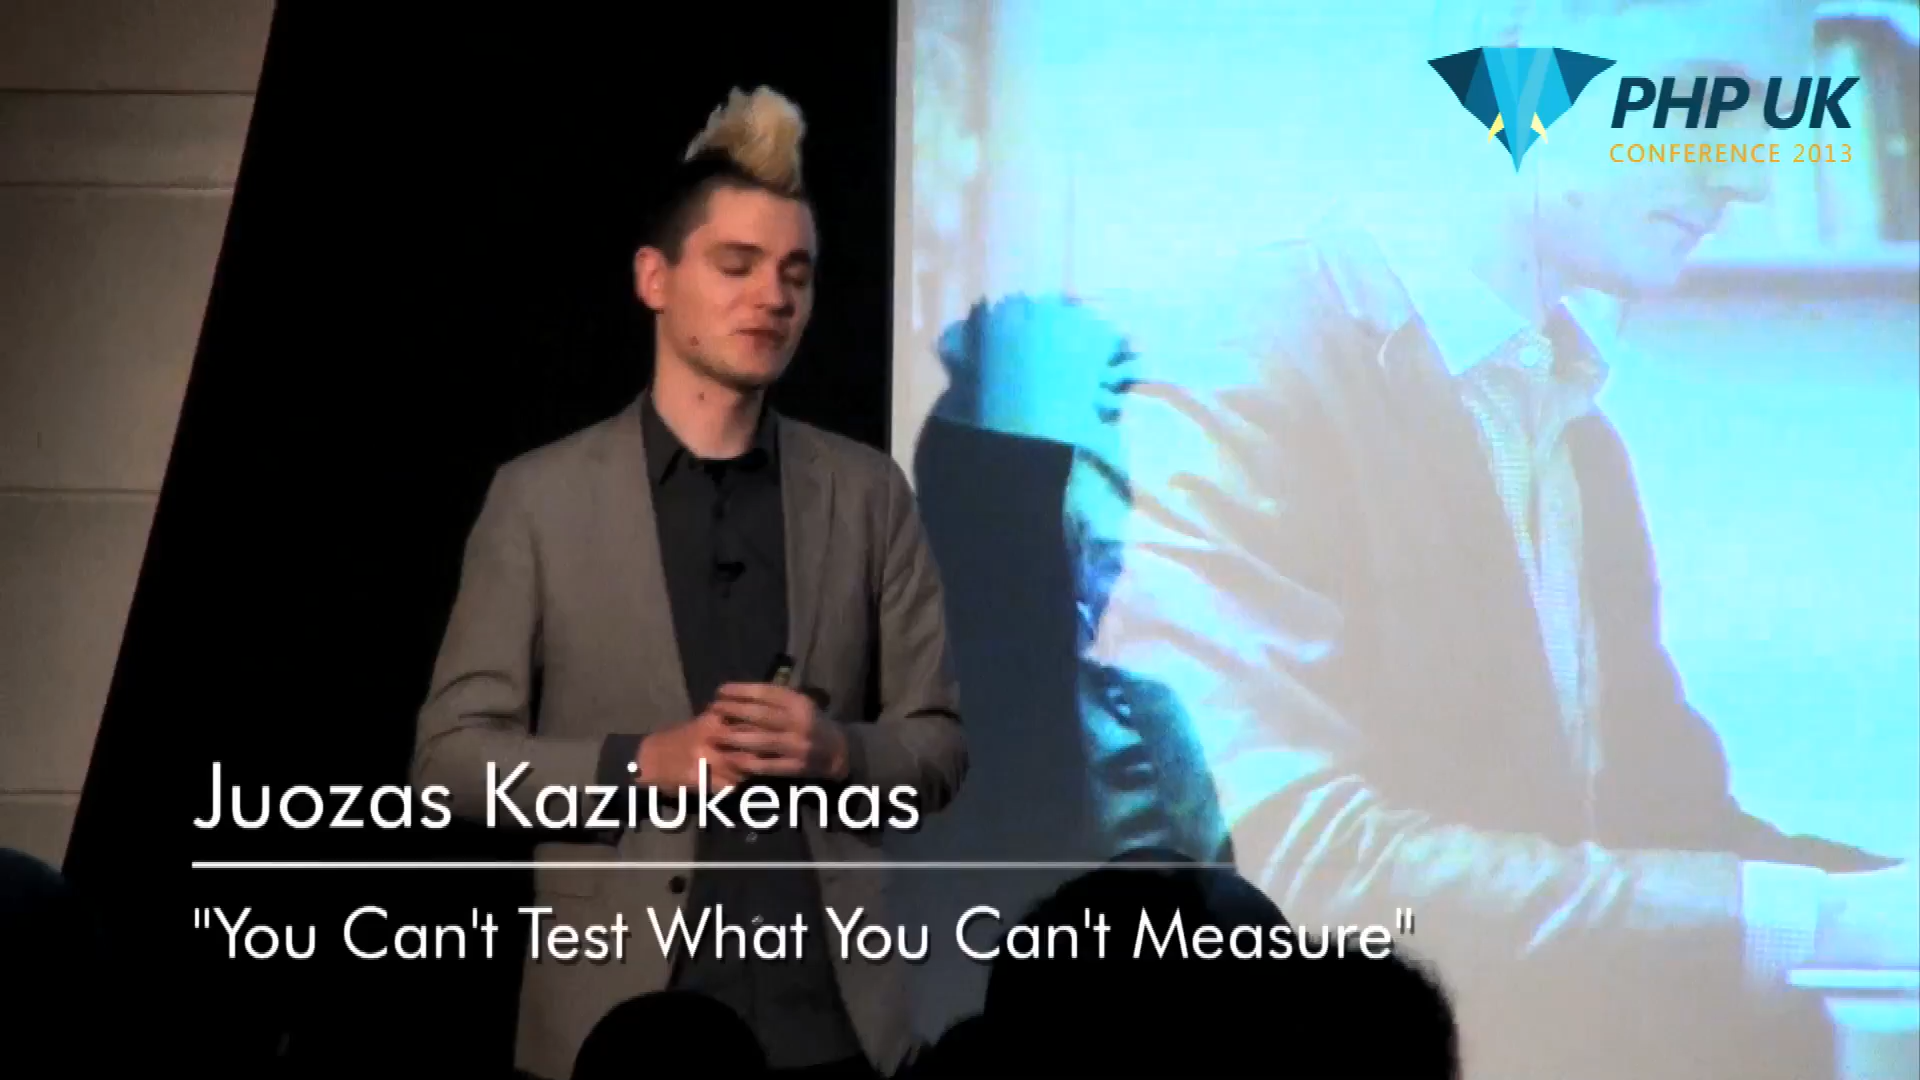 PHP UK
CONFERENCE 2013
Juozas Kaziukenas
"You Can't Test What You Can't Measure"